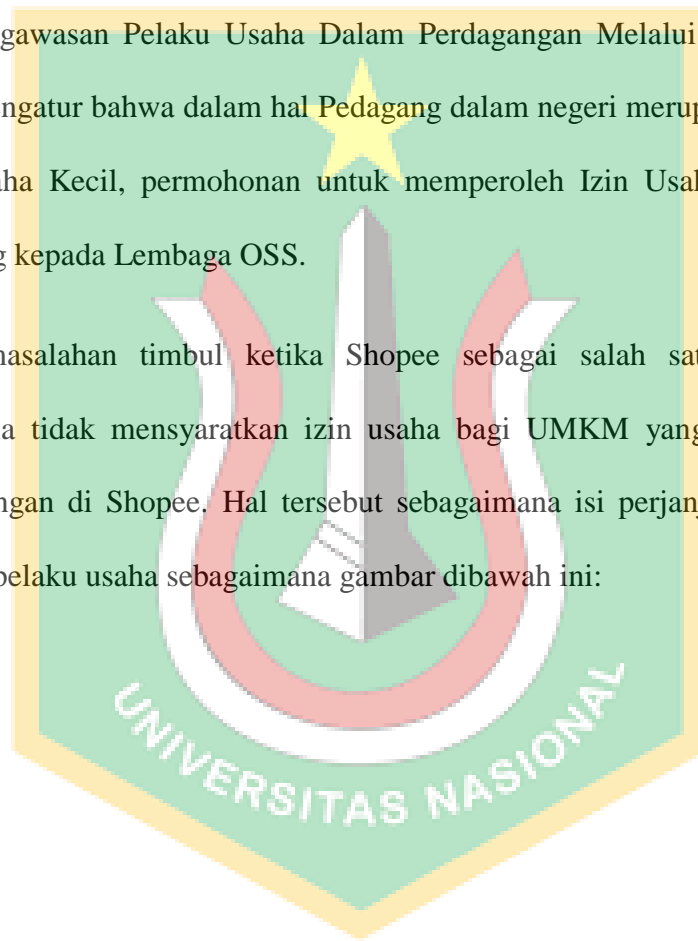 gawasan Pelaku Usaha Dalam Perdagangan Melalui
ngatur bahwa dalam hal Pedagang dalam negeri merup
aha Kecil, permohonan untuk memperoleh Izin Usah
g kepada Lembaga OSS.
masalahan timbul ketika Shopee sebagai salah sat
a tidak mensyaratkan izin usaha bagi UMKM yang
ngan di Shopee. Hal tersebut sebagaimana isi perjanj
pelaku usaha sebagaimana gambar dibawah ini:
UNIVERSITAS NASIONAL